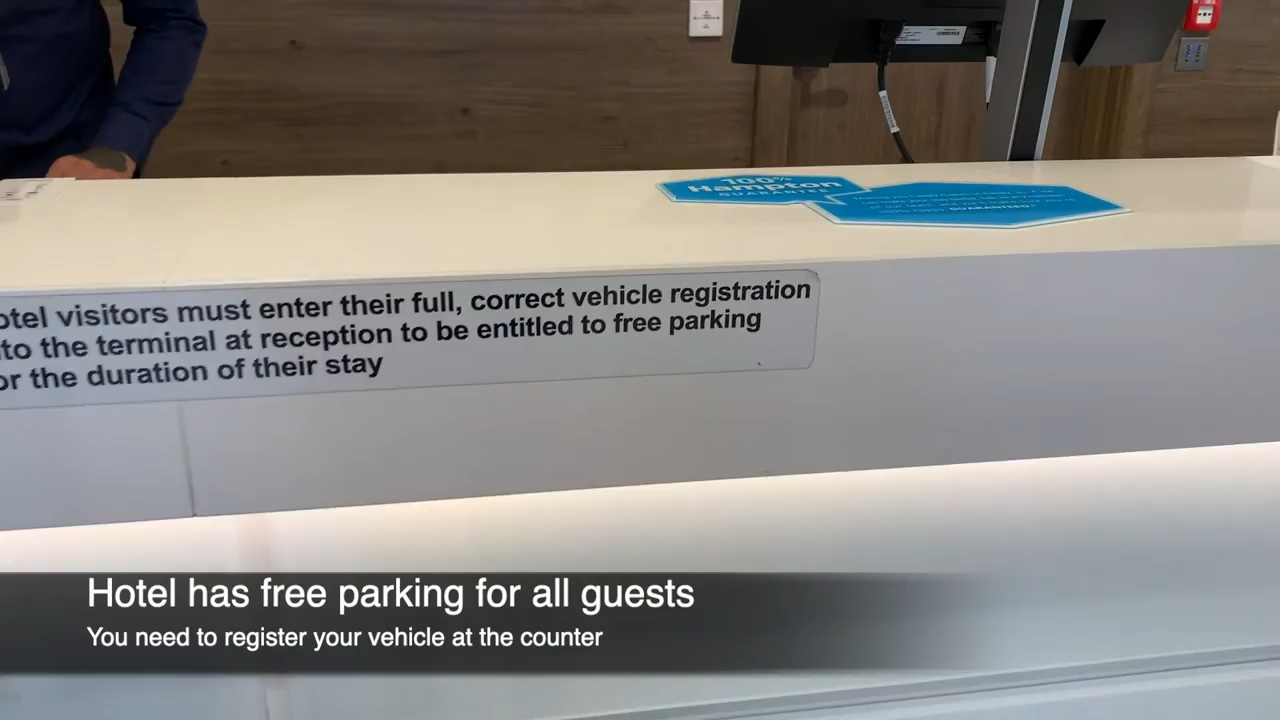 100%
Hampton
GUARANTEE
GUARANTEED
otel visitors must enter their full, correct vehicle registration
to the terminal at reception to be entitled to free parking
or the duration of their stay
Hotel has free parking for all guests
You need to register your vehicle at the counter